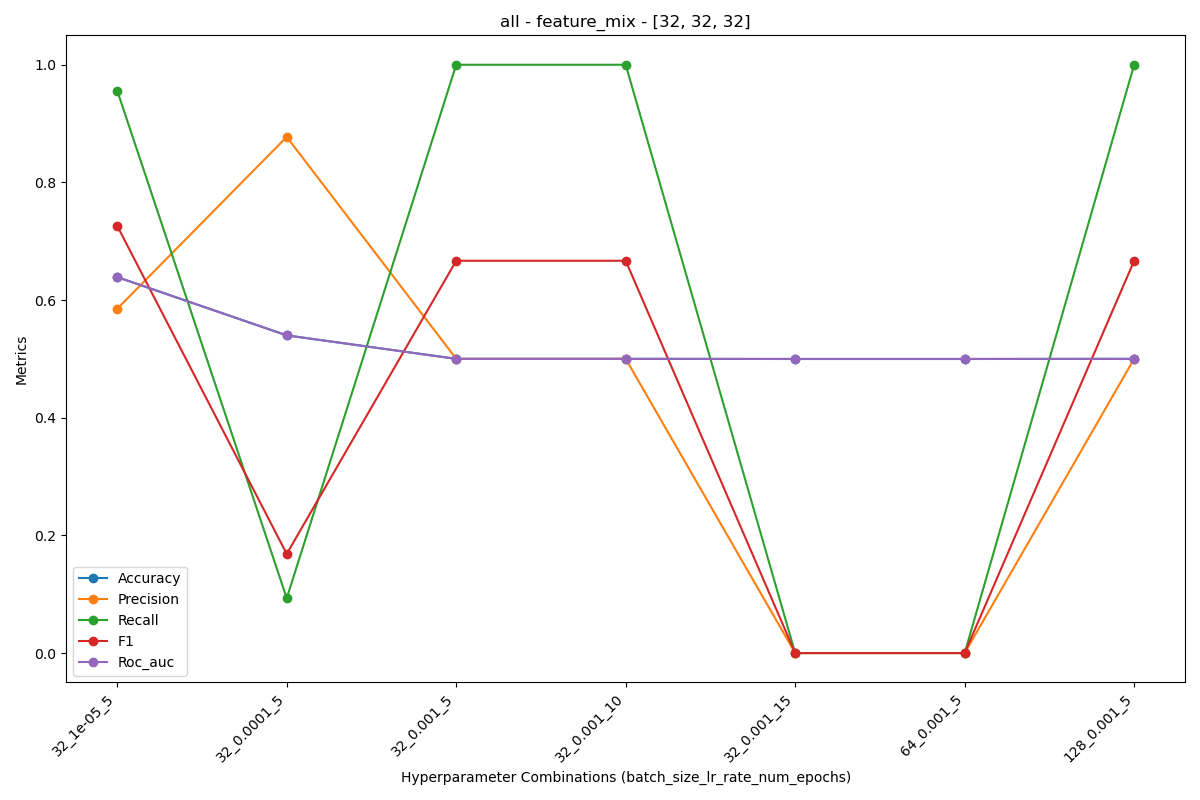 all - feature_mix - [32, 32, 32]
Metrics
1.0
0.8
0.6
0.4
0.2
0.0
Accuracy
Precision
Recall
F1
Roc_auc
32_1e-05_5
32_0.0001_5
32_0.001_5
32_0.001_10
32_0.001_15
64_0.001_5
128_0.001_5
Hyperparameter Combinations (batch_size_lr_rate_num_epochs)